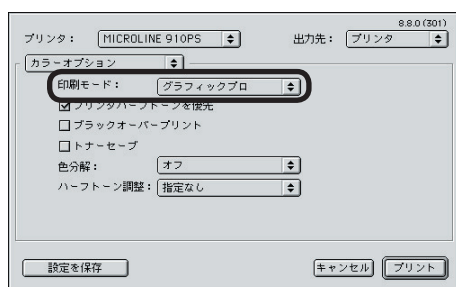 8.8.0 (301)
プリンタ： MICROLINE 910PS 出力先： プリンタ
カラーオプション
印刷モード： グラフィックプロ
プリンタハーフトーンを優先
ブラックオーバープリント
トナーセーブ
色分解： オフ
ハーフトーン調整： 指定なし
設定を保存 キャンセル プリント